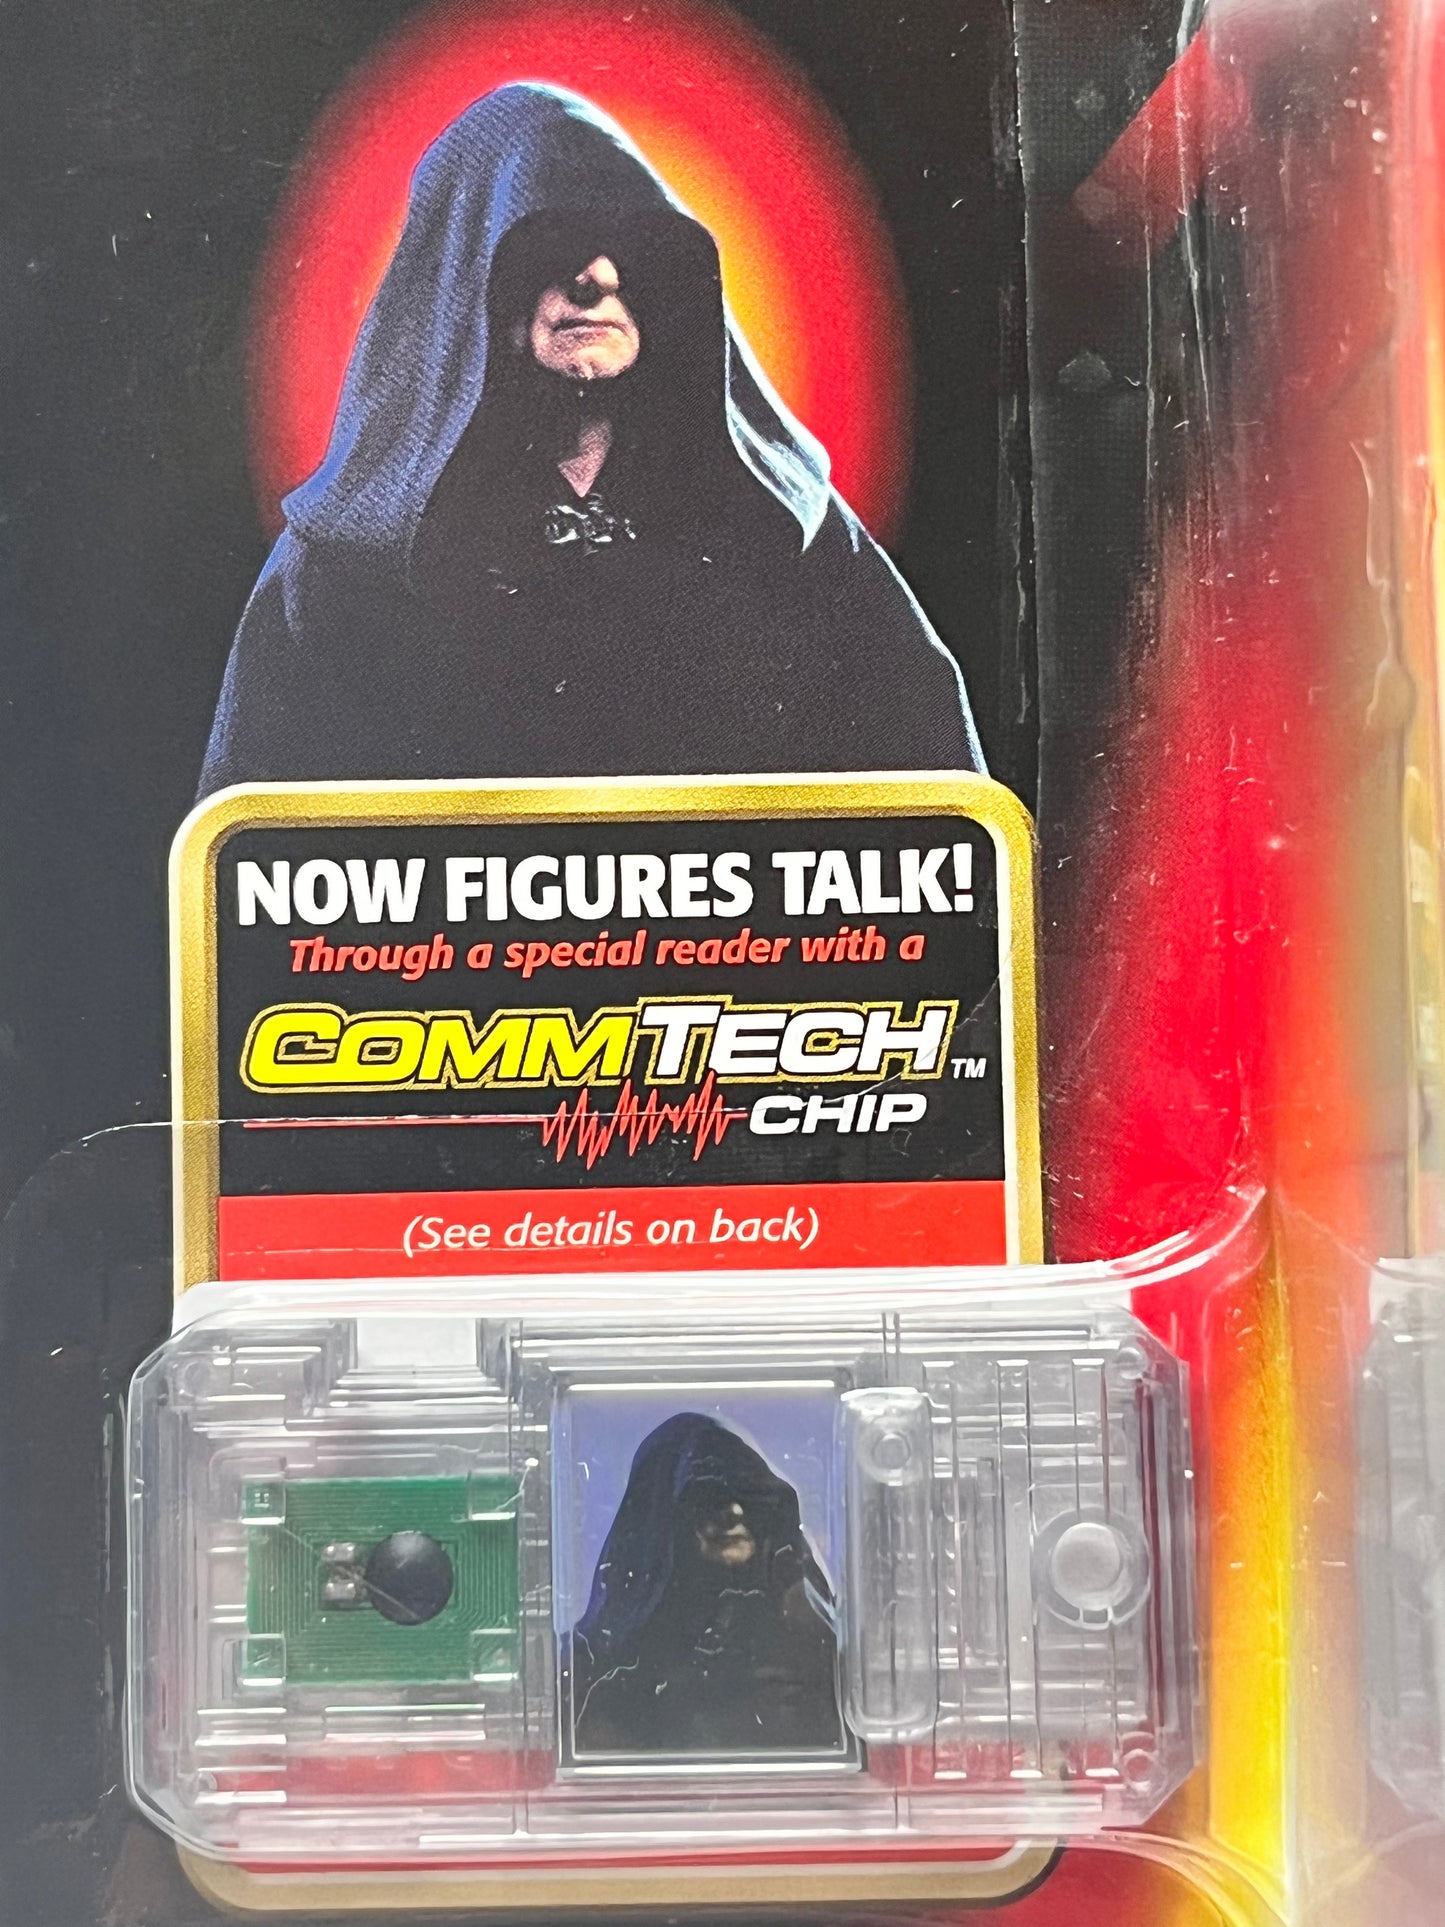 NOW FIGURES TALK!
Through a special reader with a
COMMTECH™
CHIP
(See details on back)